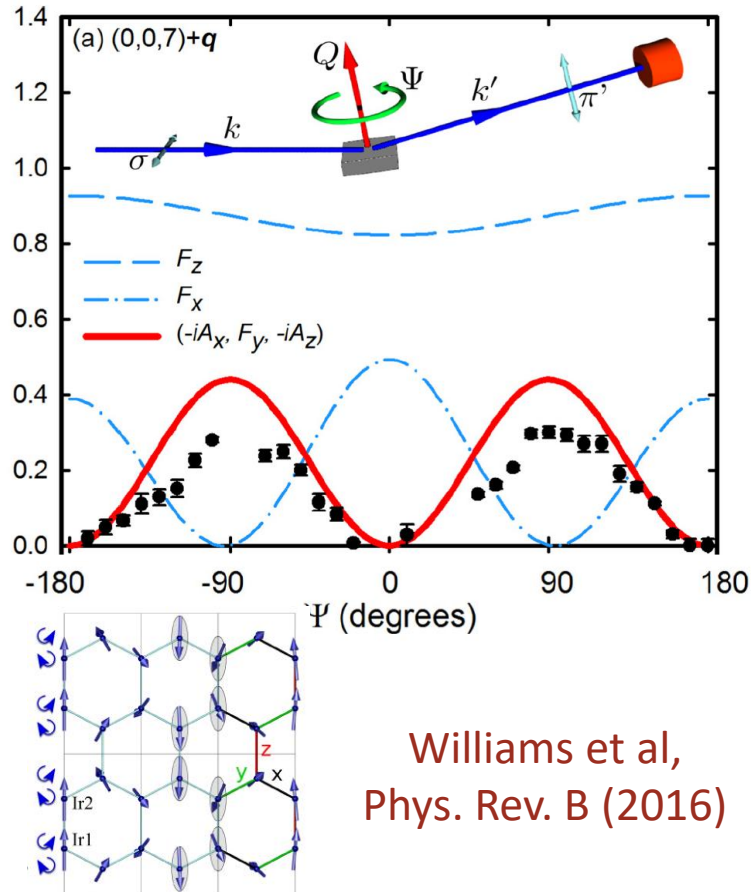 1.4
(a) (0,0,7)+q
Q
Ψ
k'
π'
1.2
k
σ
1.0
0.8
F_z
F_x
(-iA_x, F_y, -iA_z)
0.6
0.4
0.2
0.0
-180 -90 0 90 180
Ψ (degrees)
z
y x
Ir2
Ir1
Williams et al,
Phys. Rev. B (2016)